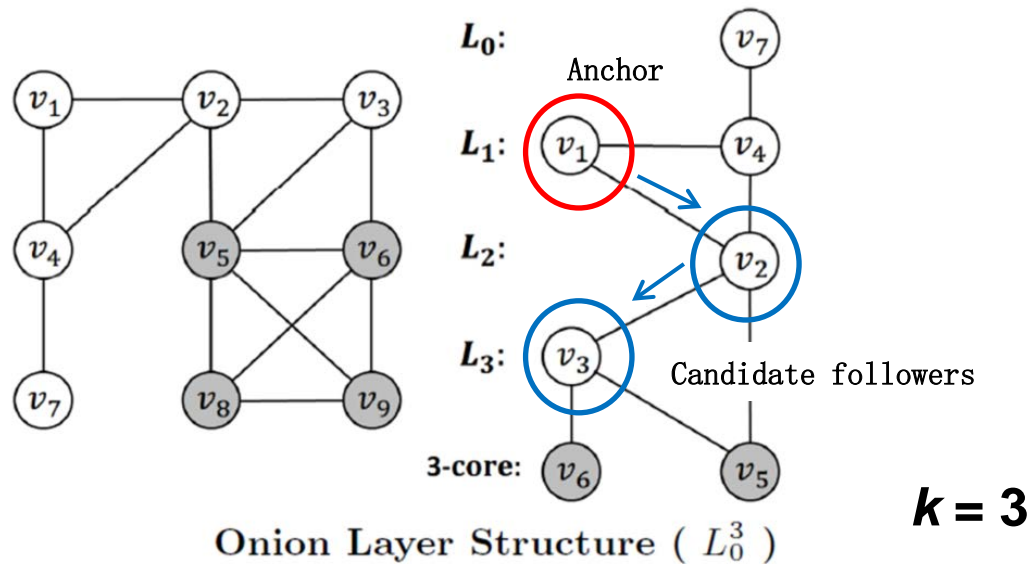 L₀:
v₇
Anchor
v₁
v₂
v₃
L₁:
v₁
v₄
v₄
v₅
v₆
L₂:
v₂
L₃:
v₃
Candidate followers
v₇
v₈
v₉
3-core:
v₆
v₅
k = 3
Onion Layer Structure ( L₀³ )